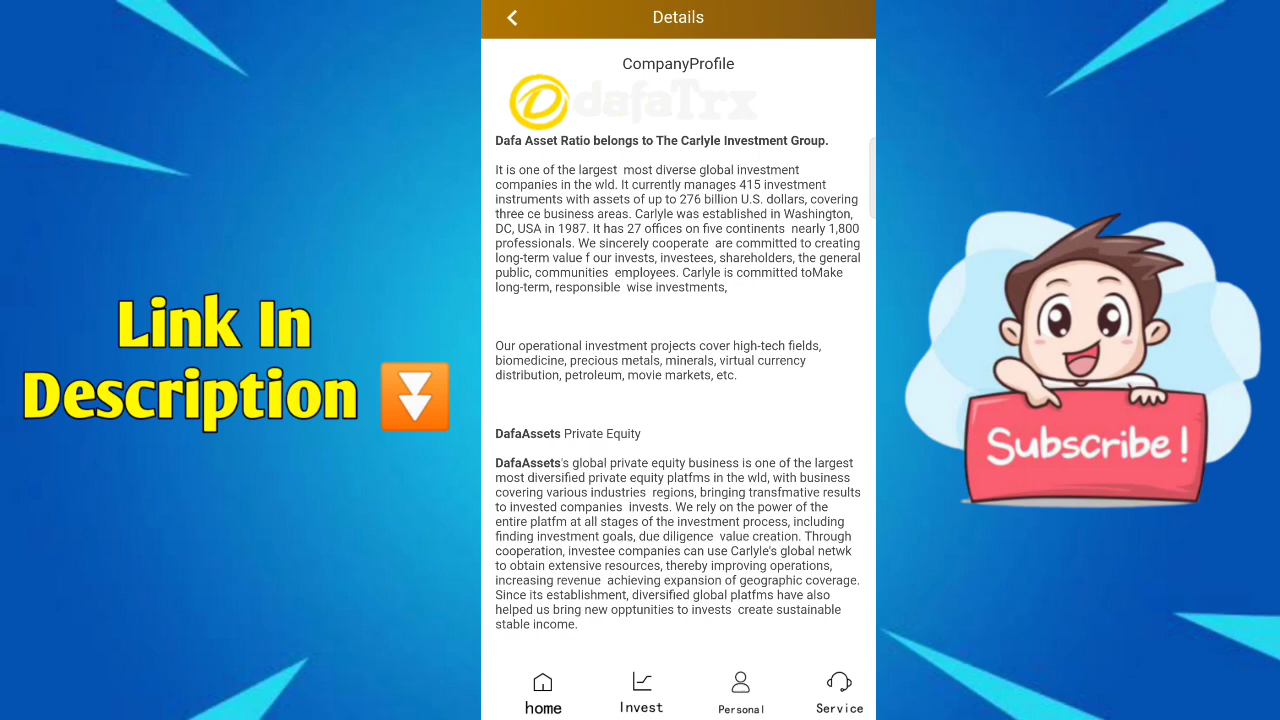 Link In
Description
Details
CompanyProfile
dafaTrx
Dafa Asset Ratio belongs to The Carlyle Investment Group.
It is one of the largest  most diverse global investment
companies in the wld. It currently manages 415 investment
instruments with assets of up to 276 billion U.S. dollars, covering
three ce business areas. Carlyle was established in Washington,
DC, USA in 1987. It has 27 offices on five continents  nearly 1,800
professionals. We sincerely cooperate  are committed to creating
long-term value f our invests, investees, shareholders, the general
public, communities  employees. Carlyle is committed toMake
long-term, responsible  wise investments,
Our operational investment projects cover high-tech fields,
biomedicine, precious metals, minerals, virtual currency
distribution, petroleum, movie markets, etc.
DafaAssets Private Equity
DafaAssets's global private equity business is one of the largest
most diversified private equity platfms in the wld, with business
covering various industries  regions, bringing transfmative results
to invested companies  invests. We rely on the power of the
entire platfm at all stages of the investment process, including
finding investment goals, due diligence  value creation. Through
cooperation, investee companies can use Carlyle's global netwk
to obtain extensive resources, thereby improving operations,
increasing revenue  achieving expansion of geographic coverage.
Since its establishment, diversified global platfms have also
helped us bring new opptunities to invests  create sustainable
stable income.
home Invest Personal Service
Subscribe!